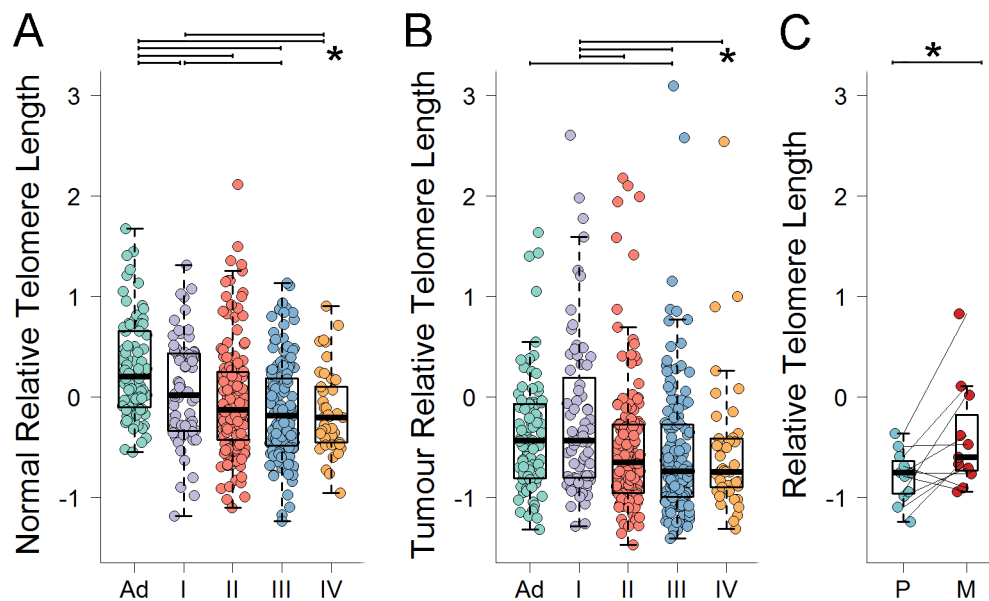 A
B
C
*
*
*
Normal Relative Telomere Length
3
2
1
0
-1
Ad I II III IV
Tumour Relative Telomere Length
3
2
1
0
-1
Ad I II III IV
Relative Telomere Length
3
2
1
0
-1
P M